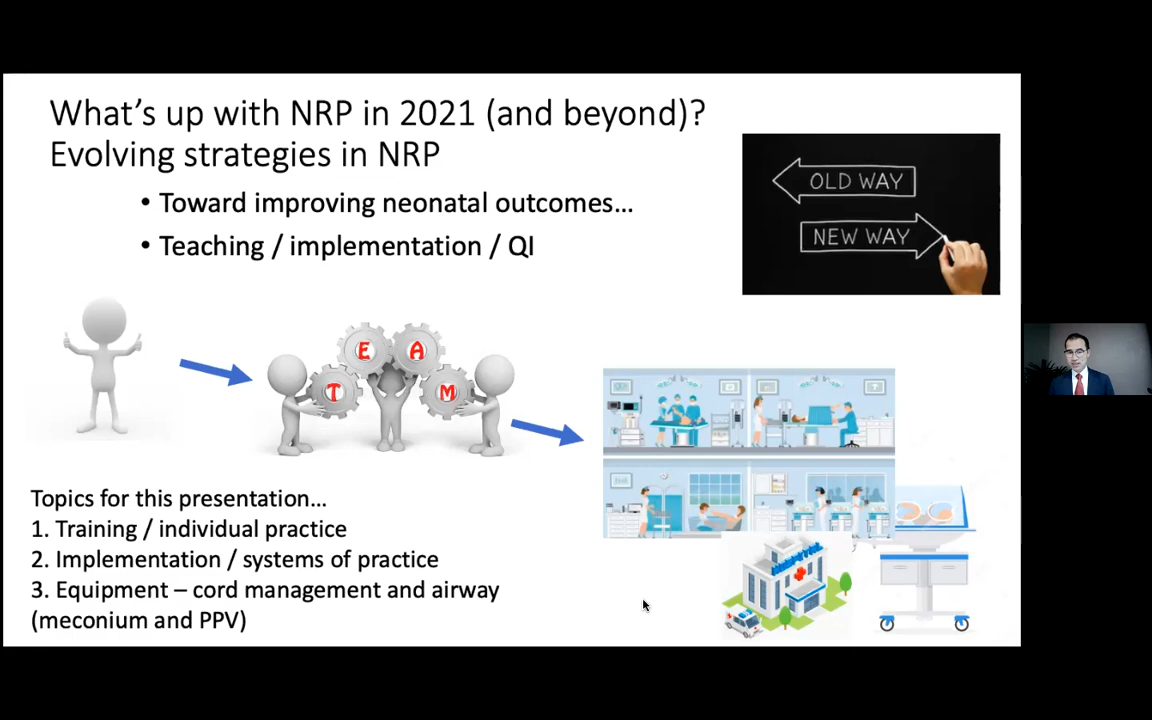 What's up with NRP in 2021 (and beyond)?
Evolving strategies in NRP
• Toward improving neonatal outcomes...
• Teaching / implementation / QI
OLD WAY
NEW WAY
T E A M
Topics for this presentation...
1. Training / individual practice
2. Implementation / systems of practice
3. Equipment – cord management and airway
(meconium and PPV)